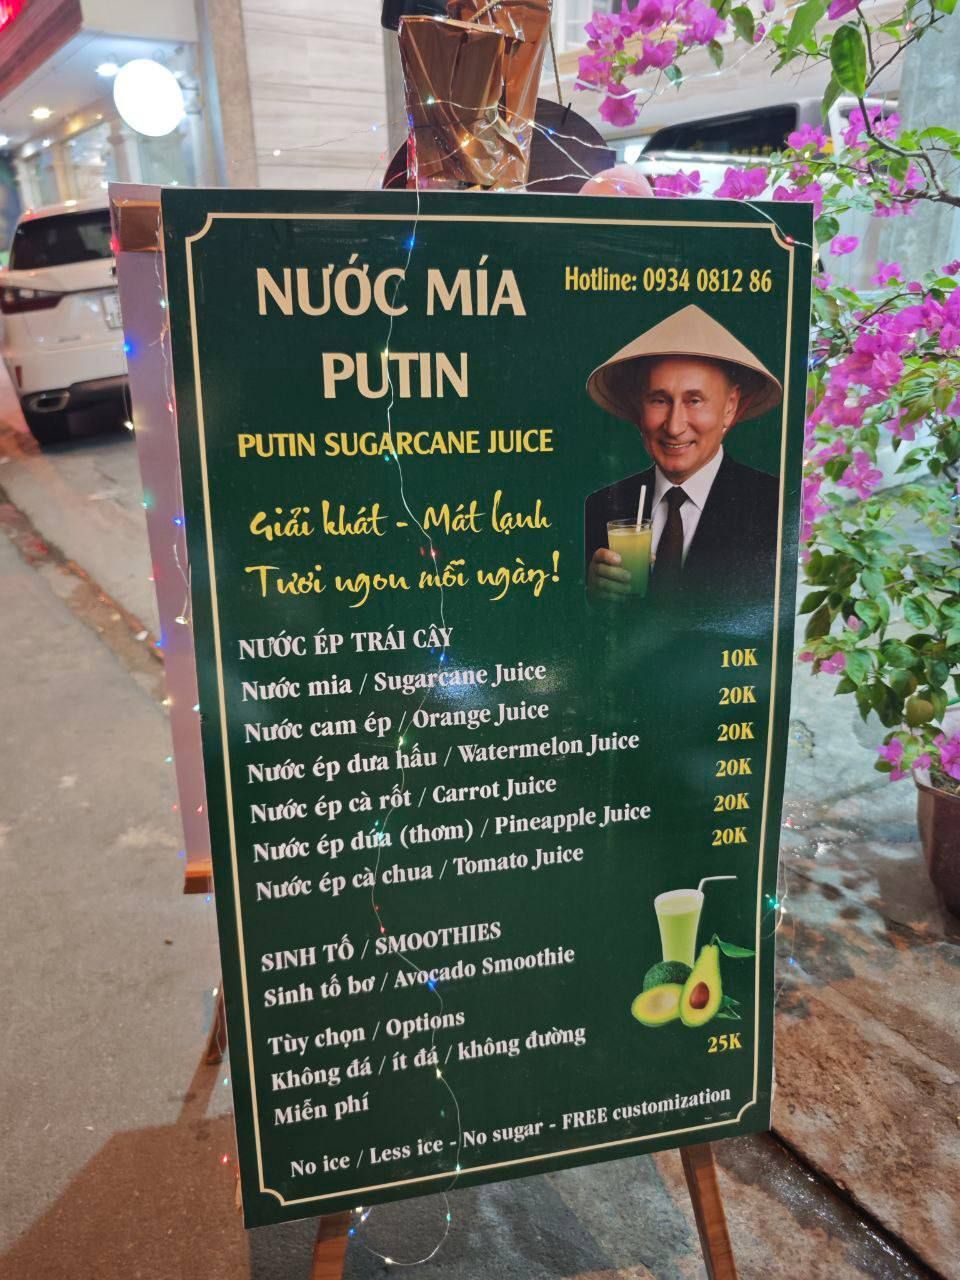 NƯỚC MÍA
PUTIN
Hotline: 0934 0812 86
PUTIN SUGARCANE JUICE
Giải khát - Mát lạnh
Tươi ngon mỗi ngày!
NƯỚC ÉP TRÁI CÂY
Nước mia / Sugarcane Juice 10K
Nước cam ép / Orange Juice 20K
Nước ép dưa hấu / Watermelon Juice 20K
Nước ép cà rốt / Carrot Juice 20K
Nước ép dứa (thơm) / Pineapple Juice 20K
Nước ép cà chua / Tomato Juice 20K
SINH TỐ / SMOOTHIES
Sinh tố bơ / Avocado Smoothie
Tùy chọn / Options
Không đá / ít đá / không đường 25K
Miễn phí
No ice / Less ice - No sugar - FREE customization